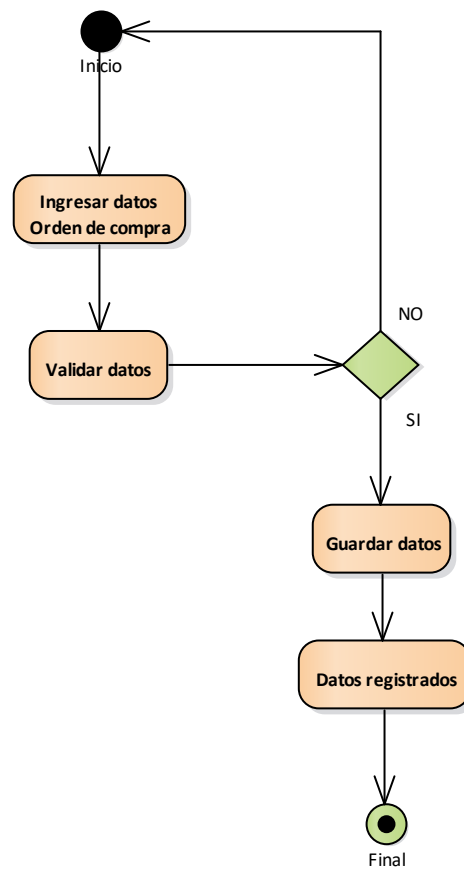 Inicio
Ingresar datos
Orden de compra
Validar datos
NO
SI
Guardar datos
Datos registrados
Final